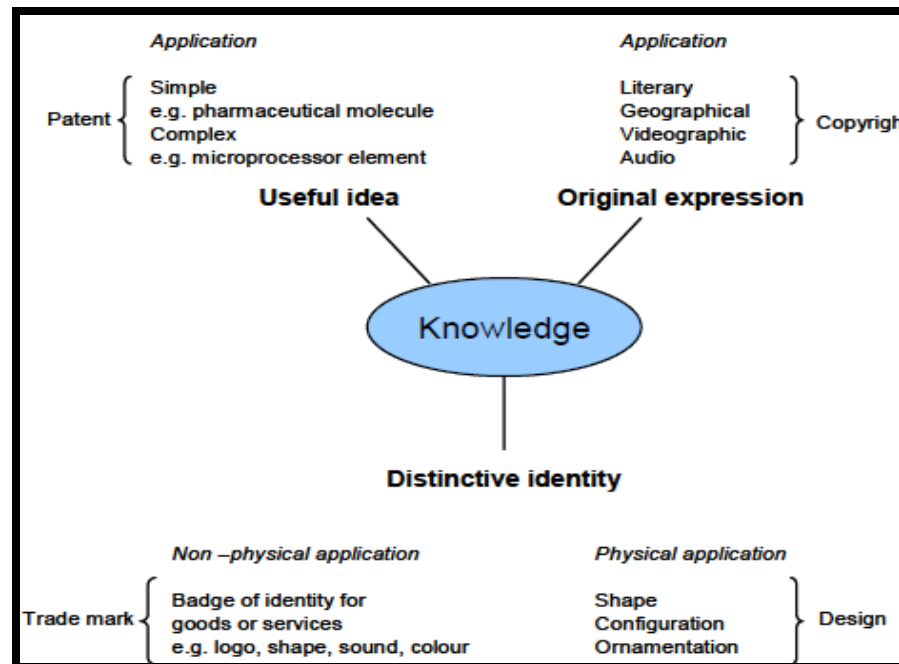 Application
Simple
e.g. pharmaceutical molecule
Complex
e.g. microprocessor element
Patent
Useful idea
Application
Literary
Geographical
Videographic
Audio
Copyrigh
Original expression
Knowledge
Distinctive identity
Non –physical application
Trade mark
Badge of identity for
goods or services
e.g. logo, shape, sound, colour
Physical application
Shape
Configuration
Ornamentation
Design